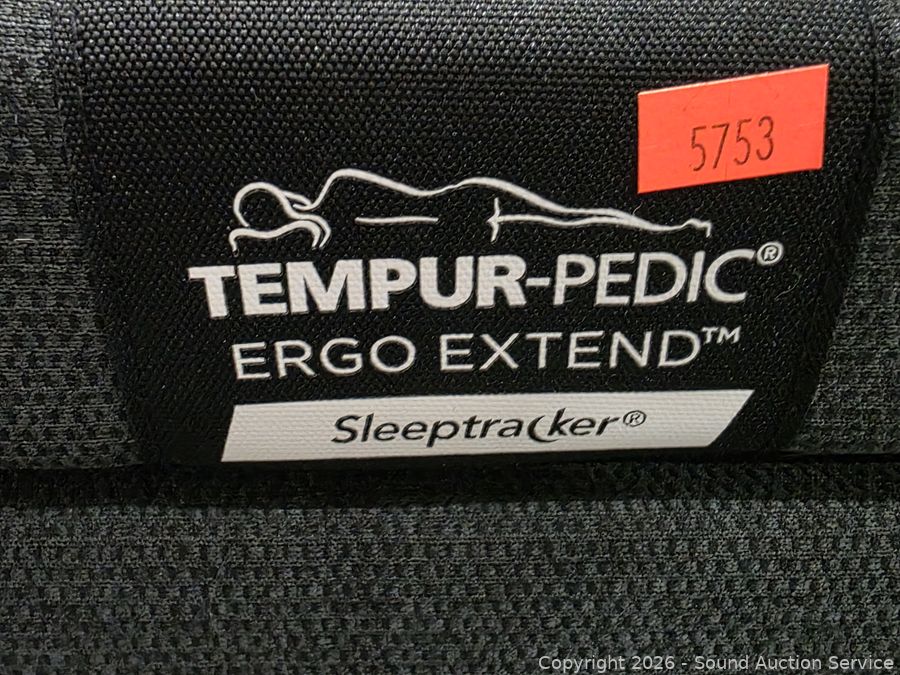 5753
TEMPUR-PEDIC®
ERGO EXTEND™
Sleeptracker®
Copyright 2026 - Sound Auction Service